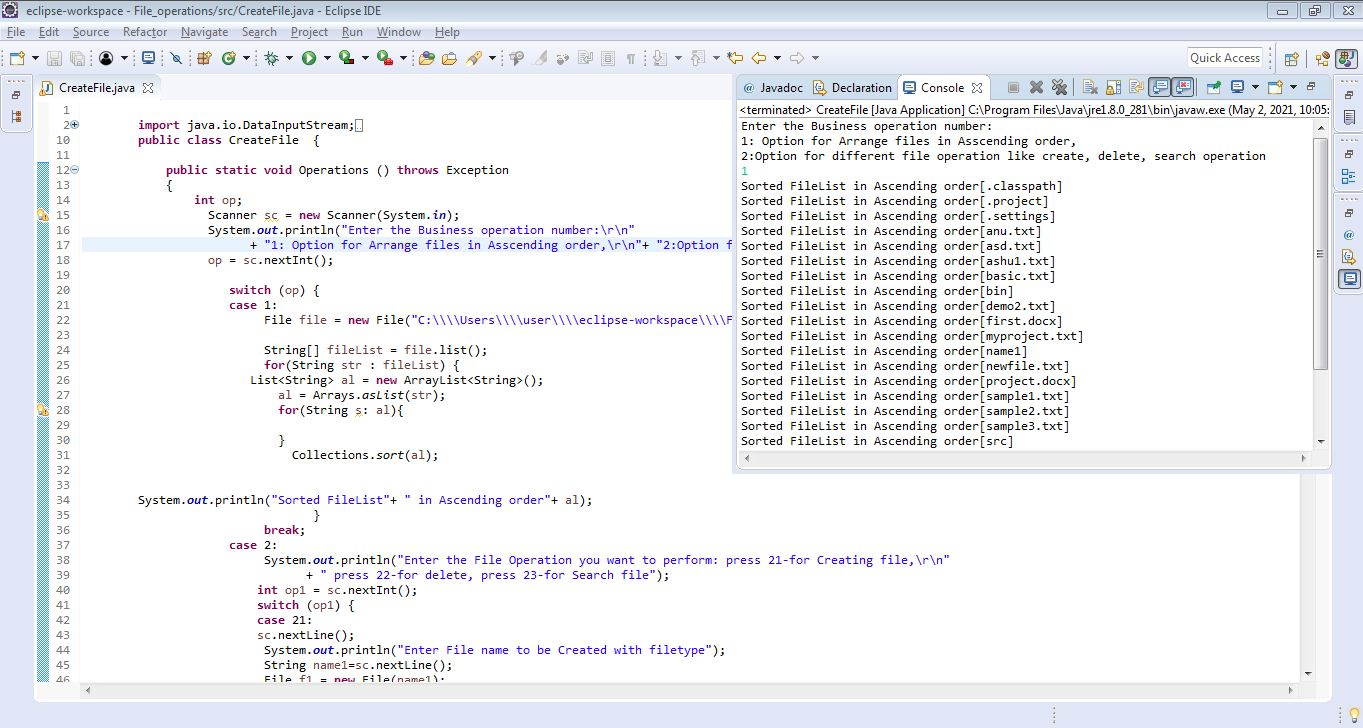 eclipse-workspace - File_operations/src/CreateFile.java - Eclipse IDE
File Edit Source Refactor Navigate Search Project Run Window Help
Quick Access
CreateFile.java
1
2 import java.io.DataInputStream;
10 public class CreateFile {
11
12 public static void Operations () throws Exception
13 {
14 int op;
15 Scanner sc = new Scanner(System.in);
16 System.out.println("Enter the Business operation number:\r\n"
17 + "1: Option for Arrange files in Asscending order,\r\n"+ "2:Option f
18 op = sc.nextInt();
19
20 switch (op) {
21 case 1:
22 File file = new File("C:\\\\Users\\\\user\\\\eclipse-workspace\\\\F
23
24 String[] fileList = file.list();
25 for(String str : fileList) {
26 List<String> al = new ArrayList<String>();
27 al = Arrays.asList(str);
28 for(String s: al){
29
30 }
31 Collections.sort(al);
32
33
34 System.out.println("Sorted FileList"+ " in Ascending order"+ al);
35 }
36 break;
37 case 2:
38 System.out.println("Enter the File Operation you want to perform: press 21-for Creating file,\r\n"
39 + " press 22-for delete, press 23-for Search file");
40 int op1 = sc.nextInt();
41 switch (op1) {
42 case 21:
43 sc.nextLine();
44 System.out.println("Enter File name to be Created with filetype");
45 String name1=sc.nextLine();
46 File f1 = new File(name1);
@ Javadoc Declaration Console
<terminated> CreateFile [Java Application] C:\Program Files\Java\jre1.8.0_281\bin\javaw.exe (May 2, 2021, 10:05:
Enter the Business operation number:
1: Option for Arrange files in Asscending order,
2:Option for different file operation like create, delete, search operation
1
Sorted FileList in Ascending order[.classpath]
Sorted FileList in Ascending order[.project]
Sorted FileList in Ascending order[.settings]
Sorted FileList in Ascending order[anu.txt]
Sorted FileList in Ascending order[asd.txt]
Sorted FileList in Ascending order[ashu1.txt]
Sorted FileList in Ascending order[basic.txt]
Sorted FileList in Ascending order[bin]
Sorted FileList in Ascending order[demo2.txt]
Sorted FileList in Ascending order[first.docx]
Sorted FileList in Ascending order[myproject.txt]
Sorted FileList in Ascending order[name1]
Sorted FileList in Ascending order[newfile.txt]
Sorted FileList in Ascending order[project.docx]
Sorted FileList in Ascending order[sample1.txt]
Sorted FileList in Ascending order[sample2.txt]
Sorted FileList in Ascending order[sample3.txt]
Sorted FileList in Ascending order[src]